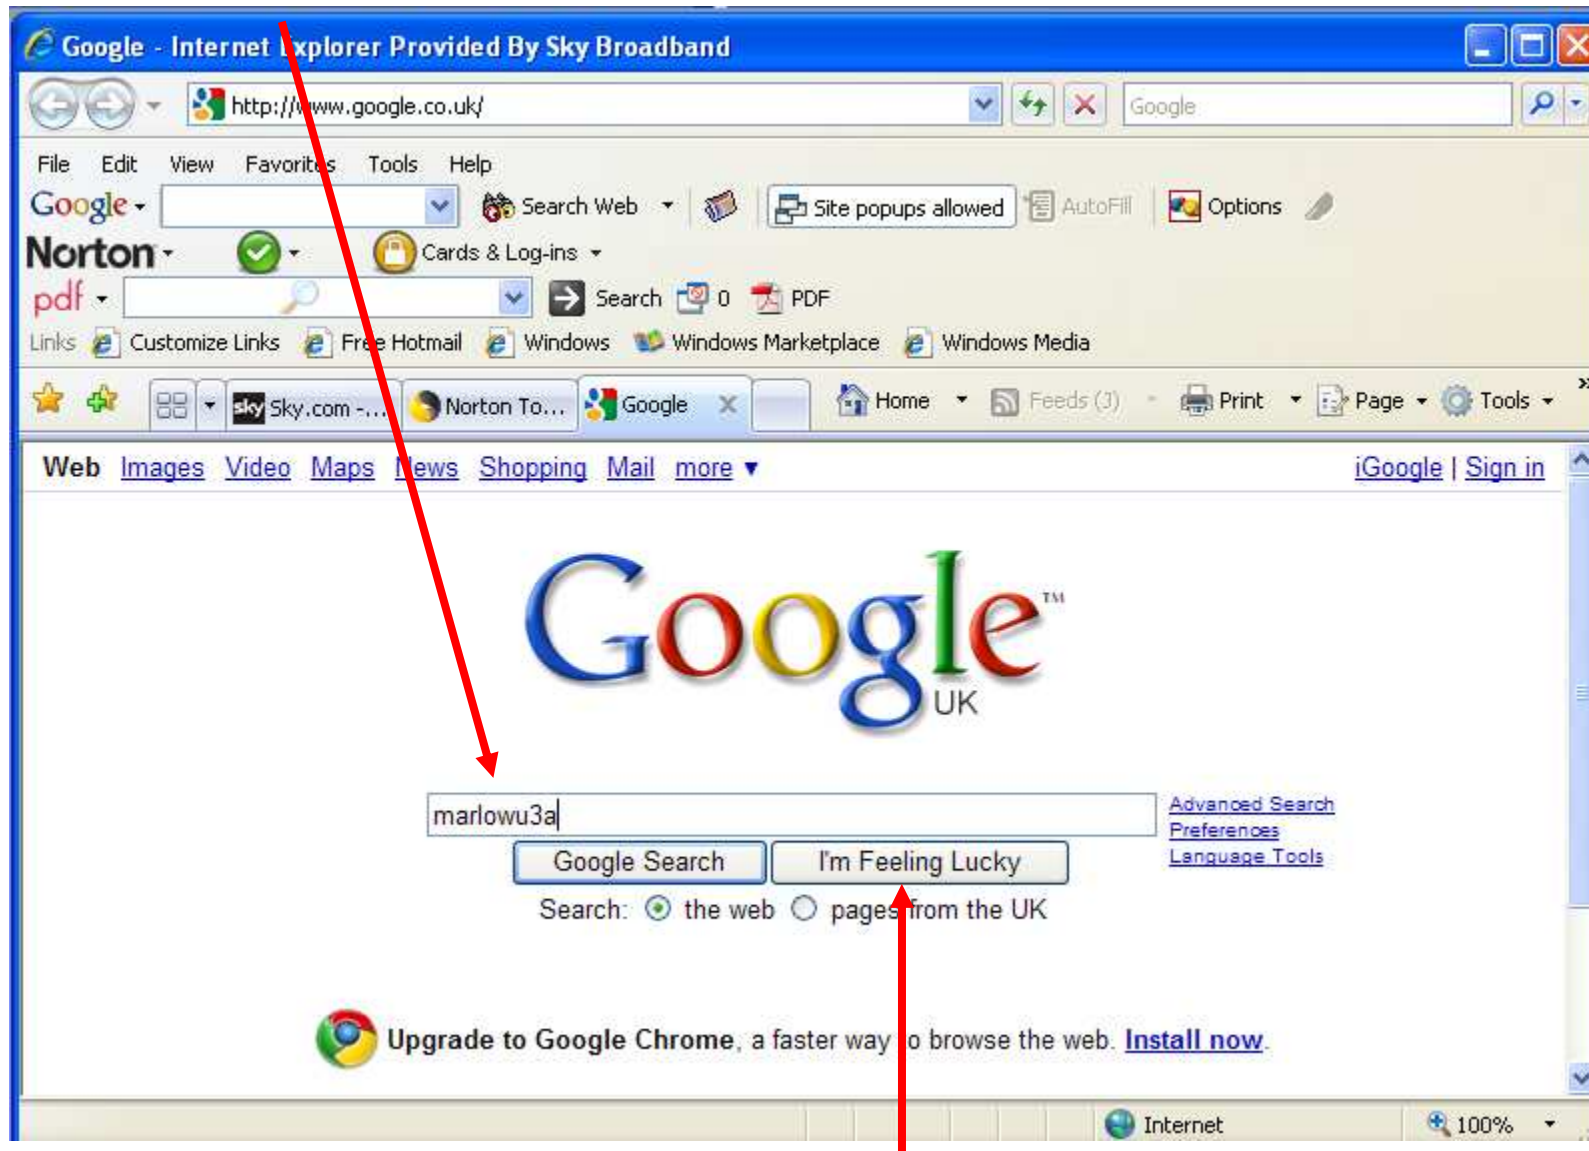 Google - Internet Explorer Provided By Sky Broadband
http://www.google.co.uk/ Google
File Edit View Favorites Tools Help
Google Search Web Site popups allowed AutoFill Options
Norton Cards & Log-ins
pdf Search 0 PDF
Links Customize Links Free Hotmail Windows Windows Marketplace Windows Media
sky Sky.com -... Norton To... Google Home Feeds (3) Print Page Tools »
Web Images Video Maps News Shopping Mail more iGoogle | Sign in
Google™
UK
marlowu3a Advanced Search
Preferences
Google Search I'm Feeling Lucky Language Tools
Search: the web pages from the UK
Upgrade to Google Chrome, a faster way to browse the web. Install now.
Internet 100%